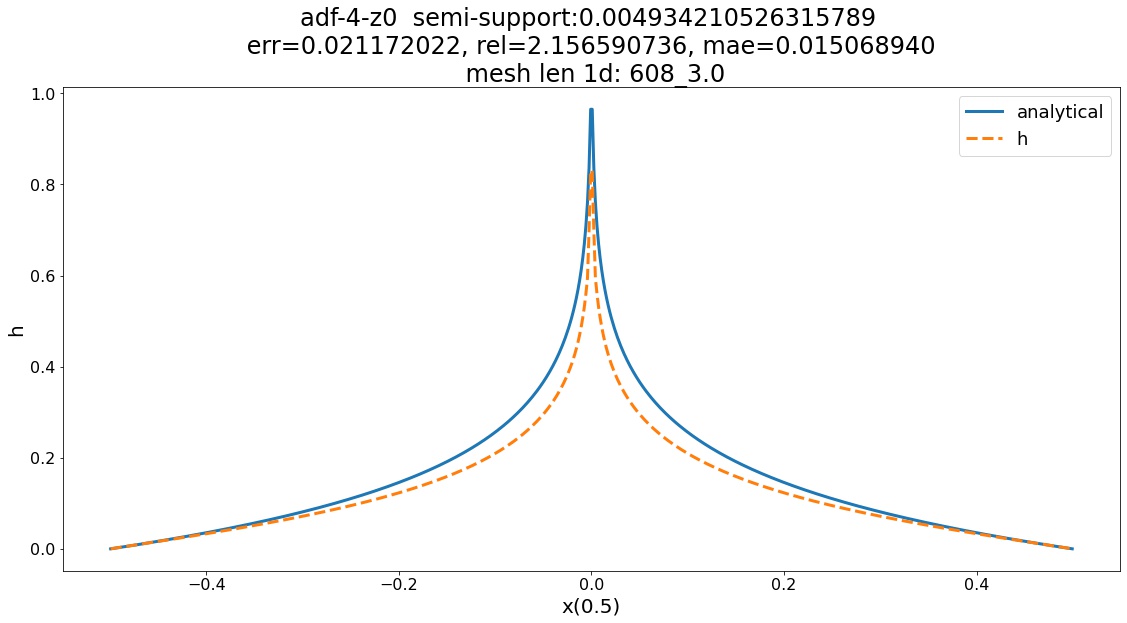 adf-4-z0  semi-support:0.004934210526315789
err=0.021172022, rel=2.156590736, mae=0.015068940
mesh len 1d: 608_3.0
analytical
h
1.0
0.8
0.6
0.4
0.2
0.0
h
−0.4
−0.2
0.0
0.2
0.4
x(0.5)